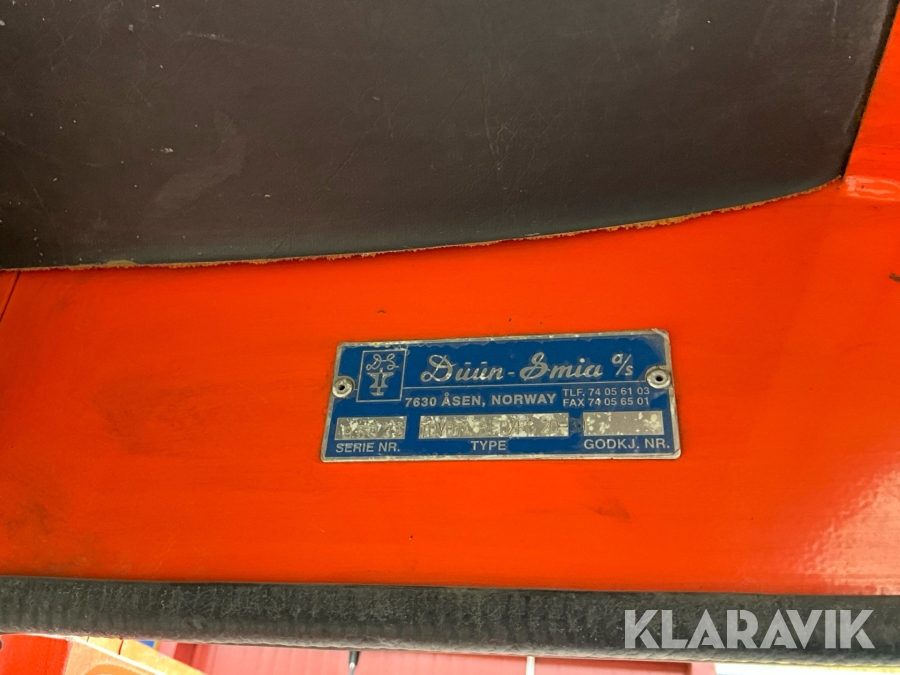 D S
Düün-Smia a/s
7630 ÅSEN, NORWAY
TLF. 74 05 61 03
FAX 74 05 65 01
SERIE NR. TYPE GODKJ. NR.
KLARAVIK